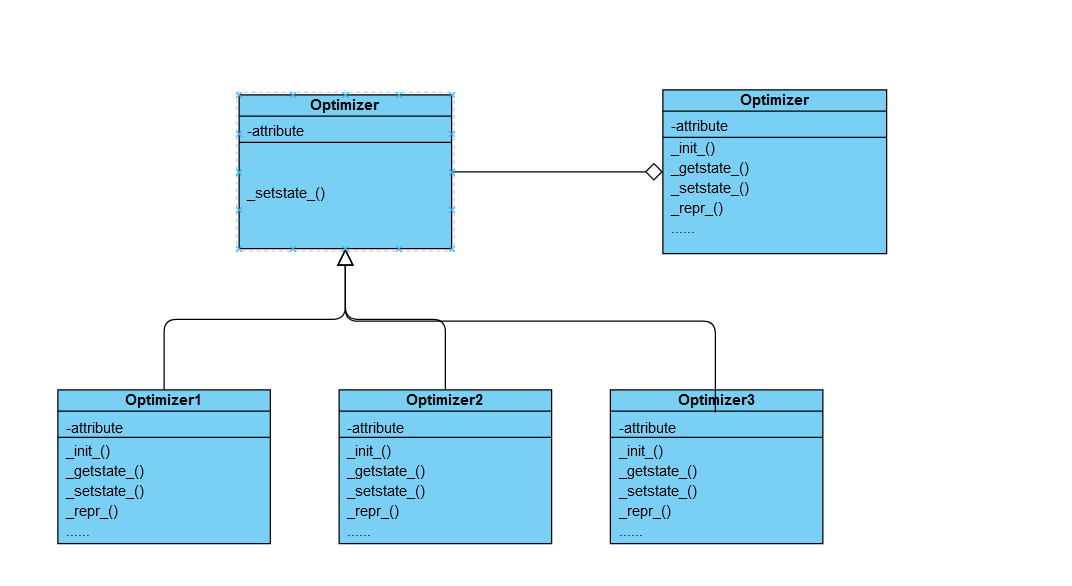 Optimizer
-attribute
_setstate_()
Optimizer
-attribute
_init_()
_getstate_()
_setstate_()
_repr_()
......
Optimizer1
-attribute
_init_()
_getstate_()
_setstate_()
_repr_()
......
Optimizer2
-attribute
_init_()
_getstate_()
_setstate_()
_repr_()
......
Optimizer3
-attribute
_init_()
_getstate_()
_setstate_()
_repr_()
......